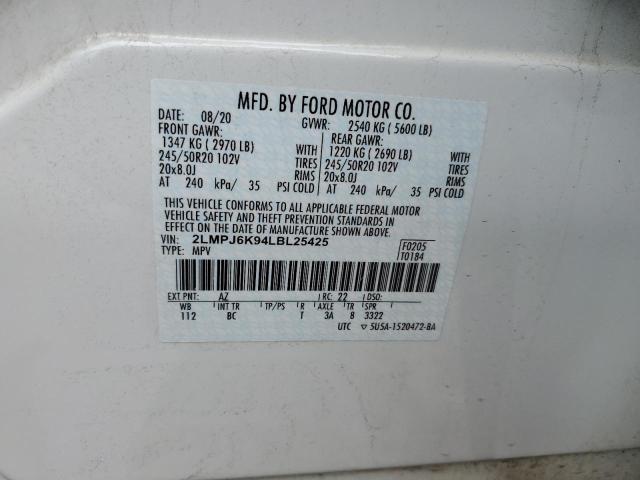 MFD. BY FORD MOTOR CO.
DATE: 08/20 GVWR: 2540 KG ( 5600 LB)
FRONT GAWR: REAR GAWR:
1347 KG ( 2970 LB) 1220 KG ( 2690 LB) WITH
245/50R20 102V TIRES 245/50R20 102V TIRES
20x8.0J RIMS 20x8.0J RIMS
AT 240 kPa/ 35 PSI COLD AT 240 kPa/ 35 PSI COLD
THIS VEHICLE CONFORMS TO ALL APPLICABLE FEDERAL MOTOR
VEHICLE SAFETY AND THEFT PREVENTION STANDARDS IN
EFFECT ON THE DATE OF MANUFACTURE SHOWN ABOVE.
VIN: 2LMPJ6K94LBL25425 F0205
TYPE: MPV T0184
EXT PNT: AZ RC: 22 DSO:
WB INT TR TP/PS R AXLE TR SPR
112 BC 1 3A 8 3322
UTC ▽ 5U5A-1520472-BA